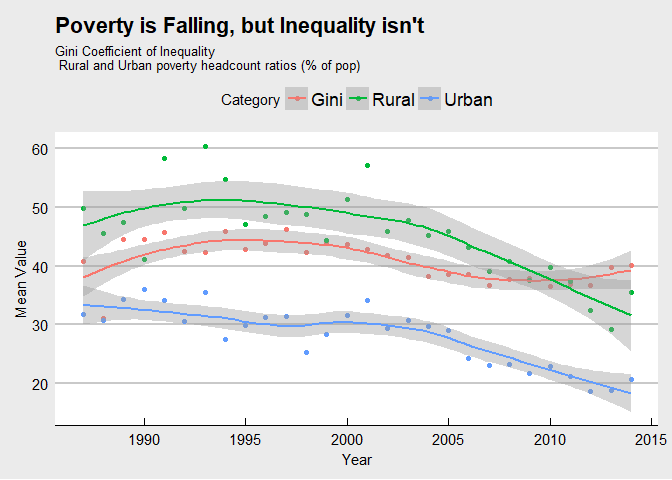 Poverty is Falling, but Inequality isn't
Gini Coefficient of Inequality
Rural and Urban poverty headcount ratios (% of pop)
Category Gini Rural Urban
60
50
40
30
20
Mean Value
1990 1995 2000 2005 2010 2015
Year